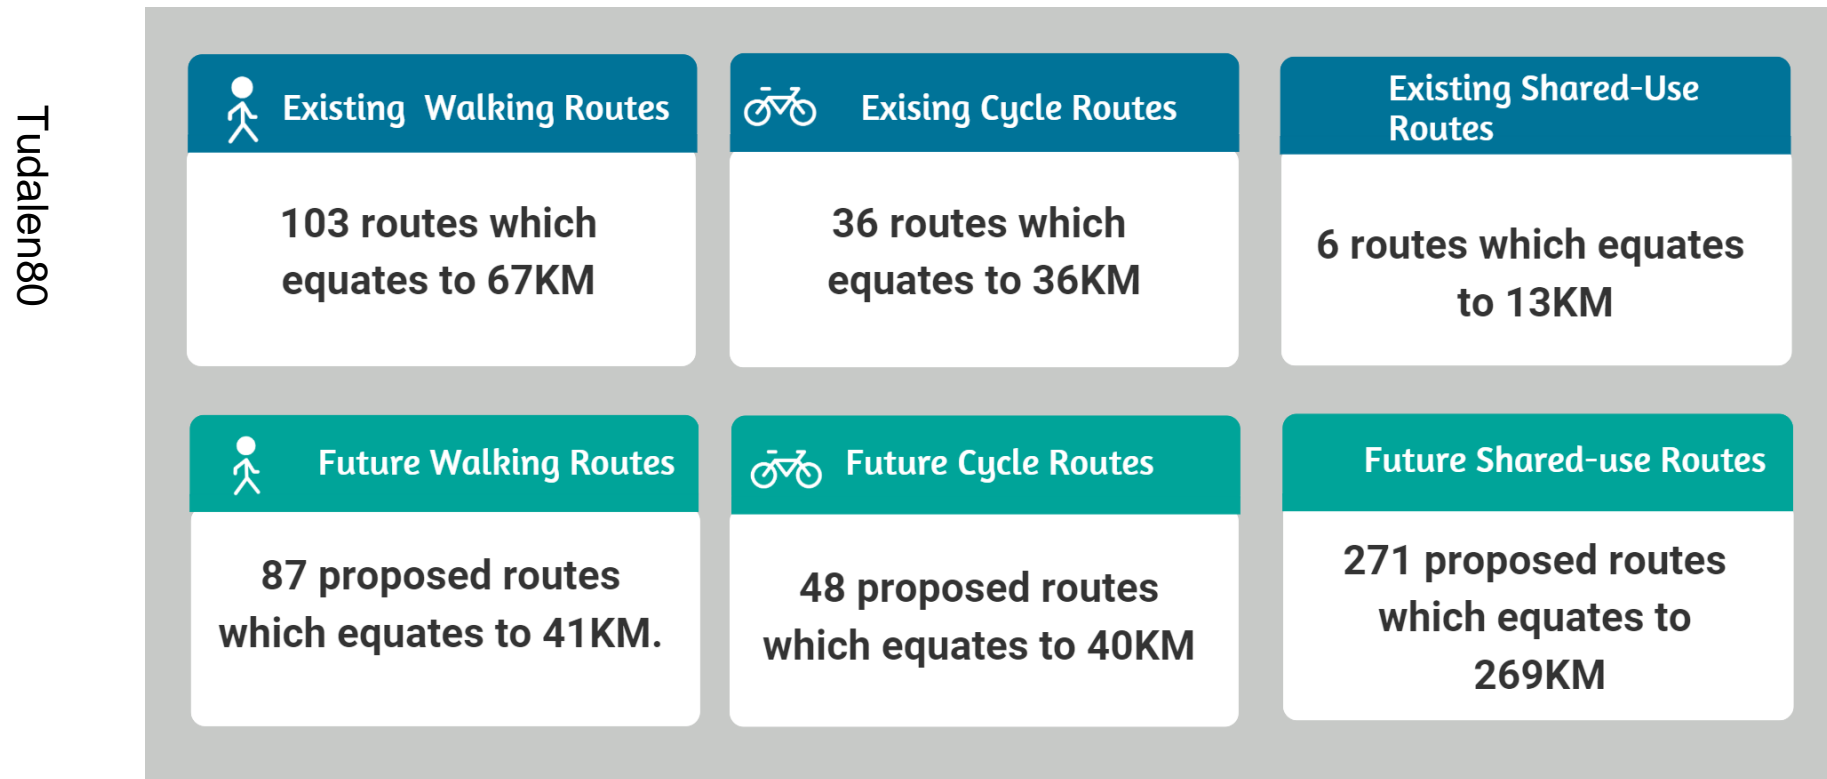 Tudalen80
Existing Walking Routes
103 routes which
equates to 67KM
Exising Cycle Routes
36 routes which
equates to 36KM
Existing Shared-Use
Routes
6 routes which equates
to 13KM
Future Walking Routes
87 proposed routes
which equates to 41KM.
Future Cycle Routes
48 proposed routes
which equates to 40KM
Future Shared-use Routes
271 proposed routes
which equates to
269KM